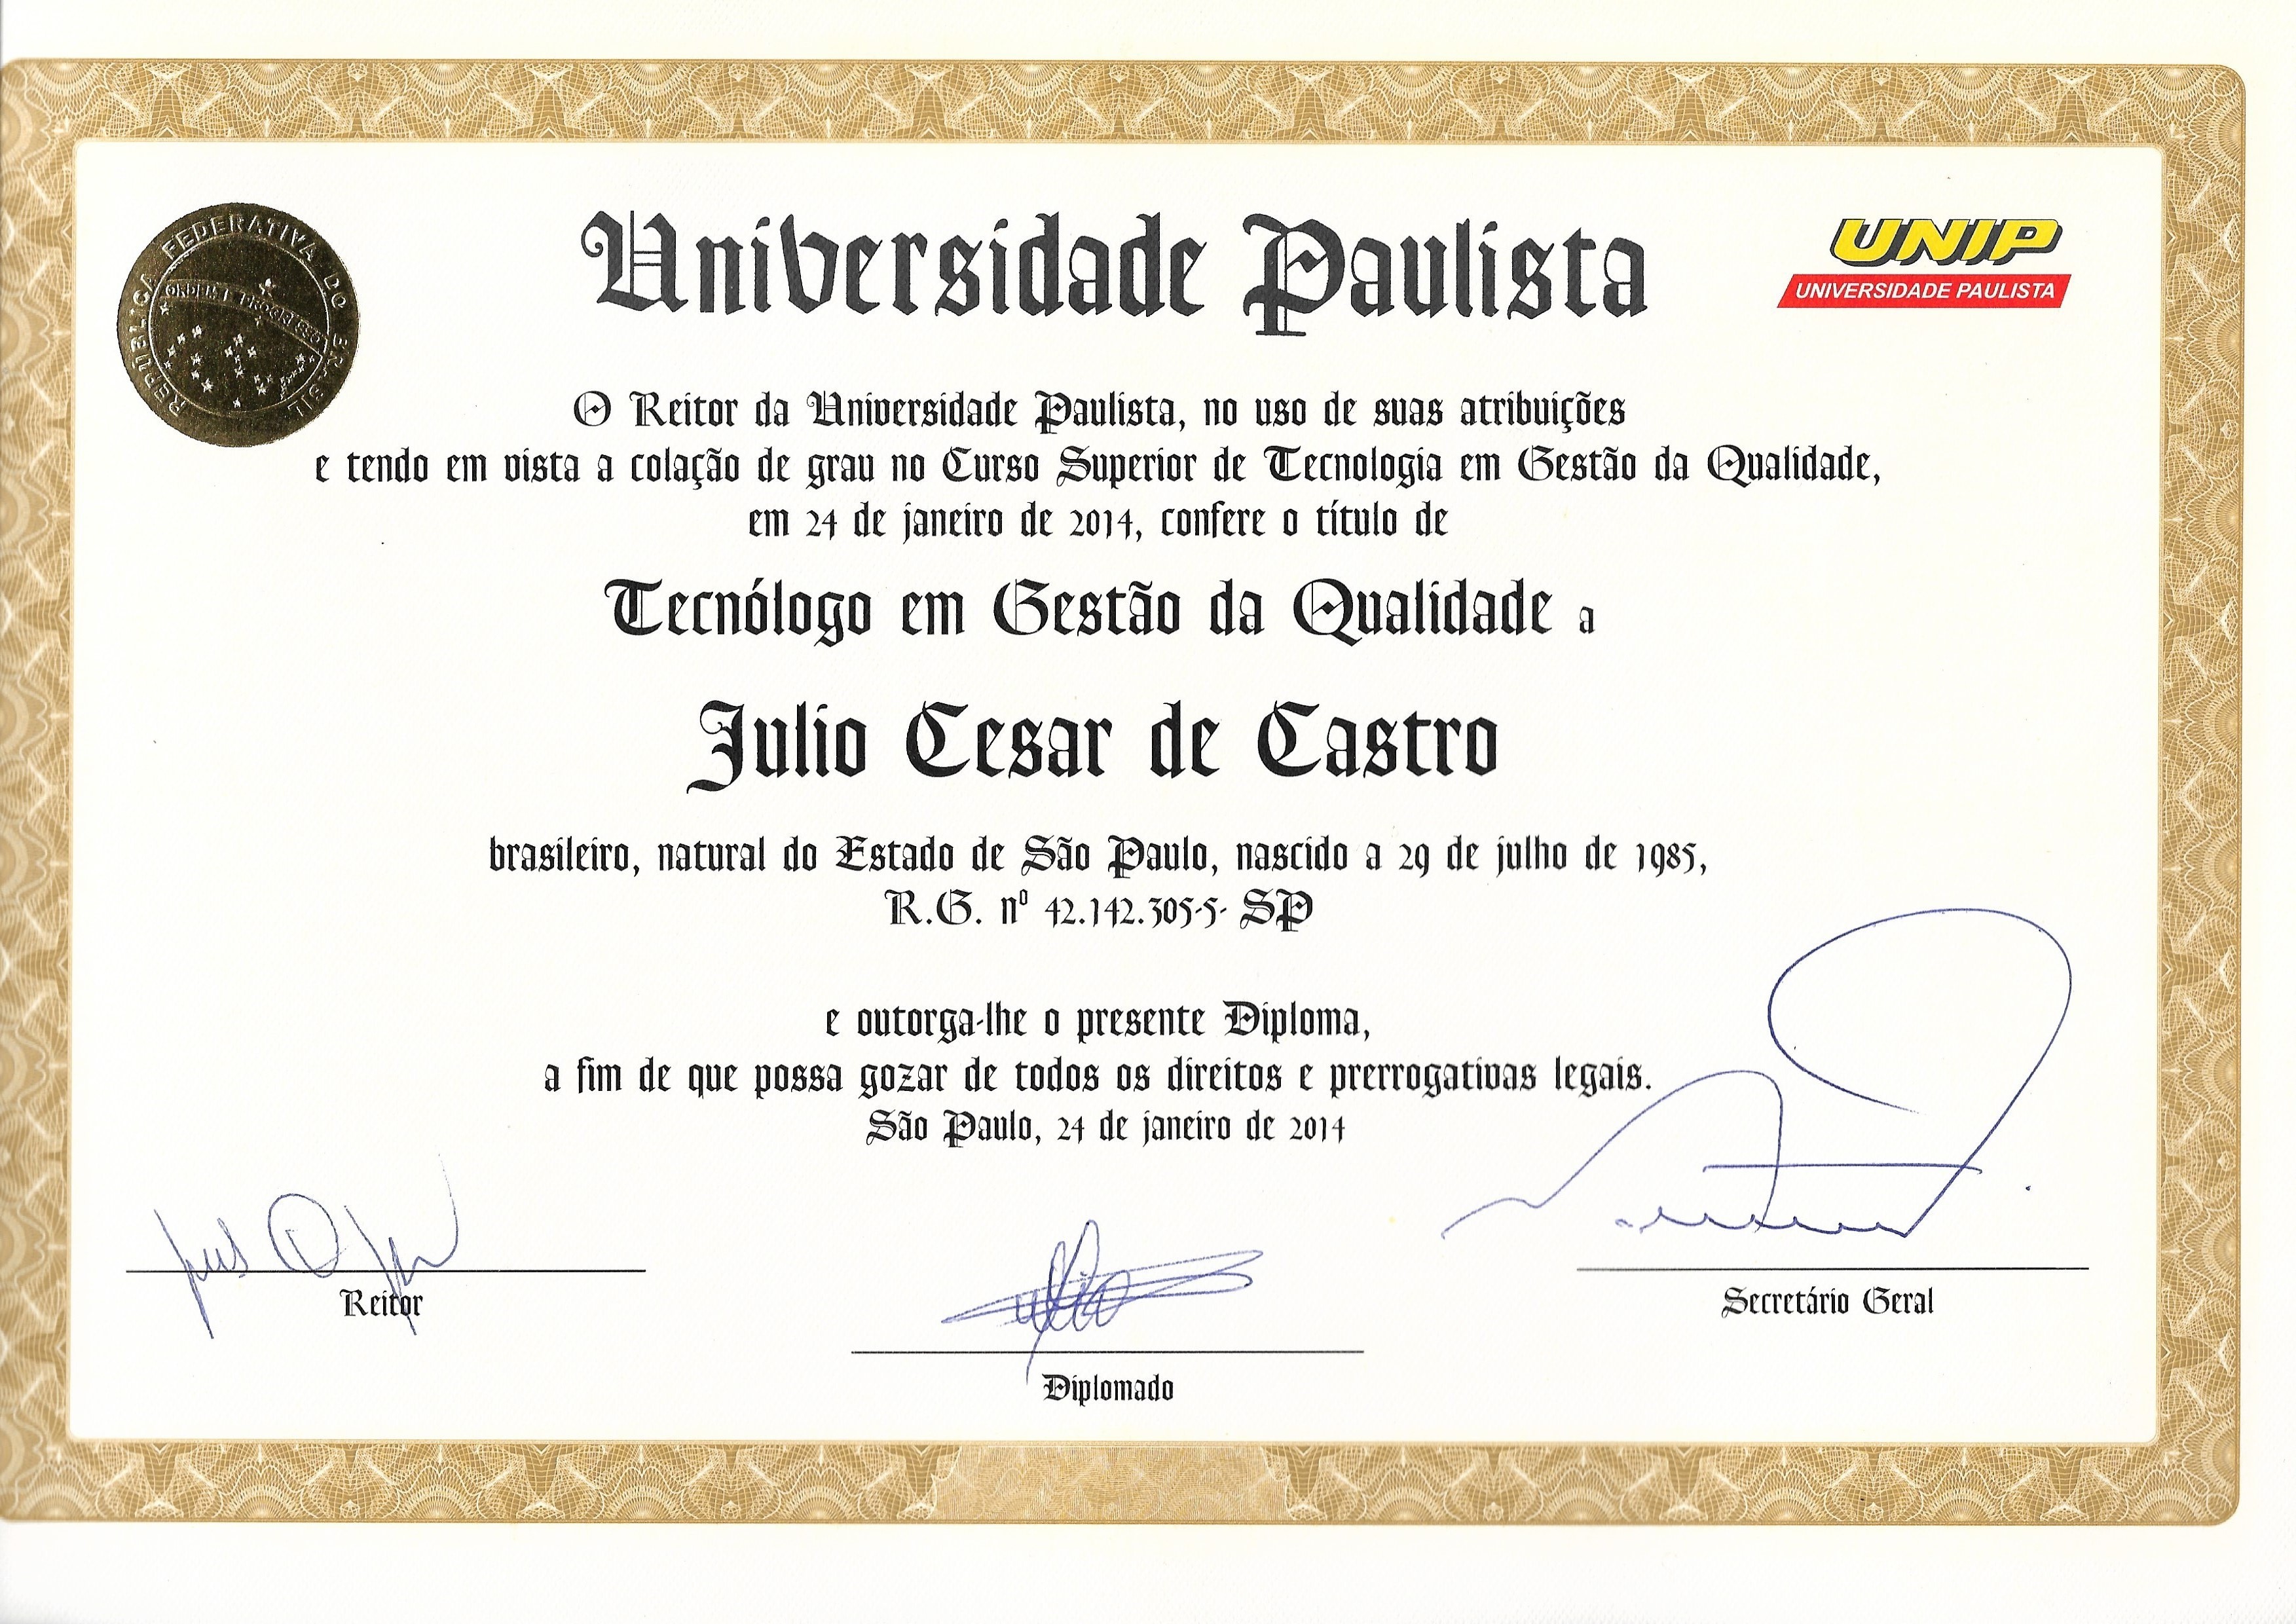 REPÚBLICA FEDERATIVA DO BRASIL
ORDEM E PROGRESSO
Universidade Paulista
UNIP
UNIVERSIDADE PAULISTA
O Reitor da Universidade Paulista, no uso de suas atribuições
e tendo em vista a colação de grau no Curso Superior de Tecnologia em Gestão da Qualidade,
em 24 de janeiro de 2014, confere o título de
Tecnólogo em Gestão da Qualidade a
Julio Cesar de Castro
brasileiro, natural do Estado de São Paulo, nascido a 29 de julho de 1985,
R.G. nº 42.142.305-5- SP
e outorga-lhe o presente Diploma,
a fim de que possa gozar de todos os direitos e prerrogativas legais.
São Paulo, 24 de janeiro de 2014
Reitor
Diplomado
Secretário Geral